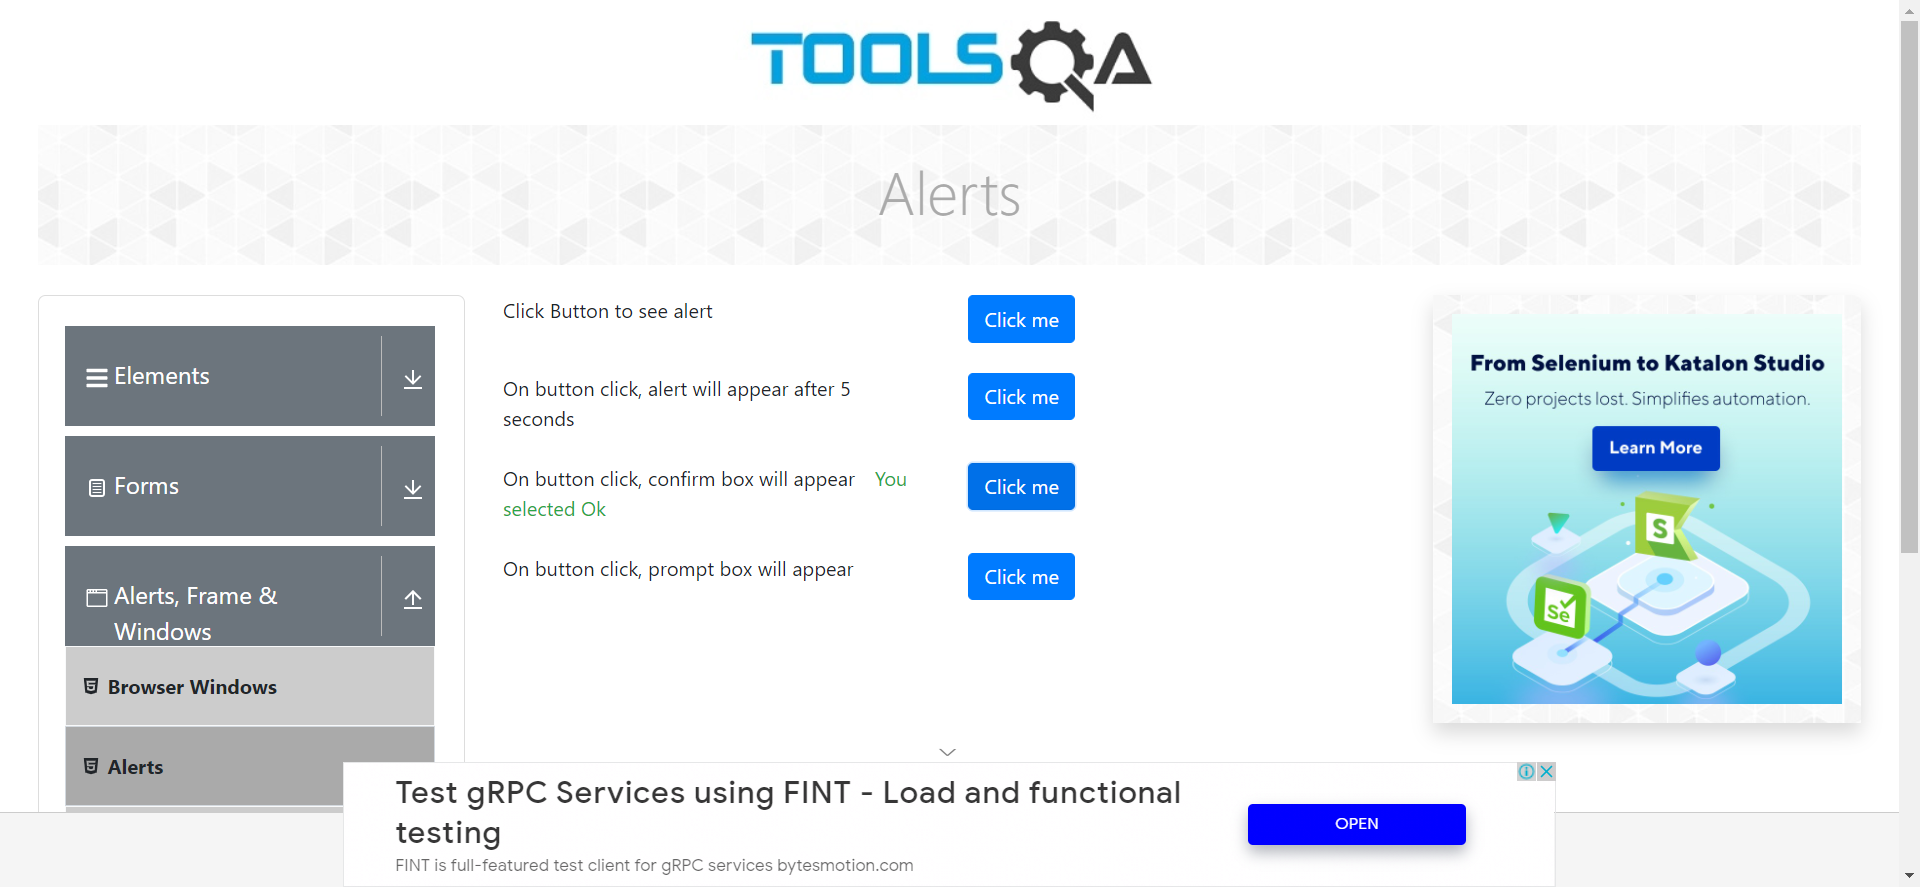 TOOLSQA
Alerts
Elements
Forms
Alerts, Frame &
Windows
Browser Windows
Alerts
Click Button to see alert
Click me
On button click, alert will appear after 5
seconds
Click me
On button click, confirm box will appear You
selected Ok
Click me
On button click, prompt box will appear
Click me
From Selenium to Katalon Studio
Zero projects lost. Simplifies automation.
Learn More
S
Se
Test gRPC Services using FINT - Load and functional
testing
FINT is full-featured test client for gRPC services bytesmotion.com
OPEN